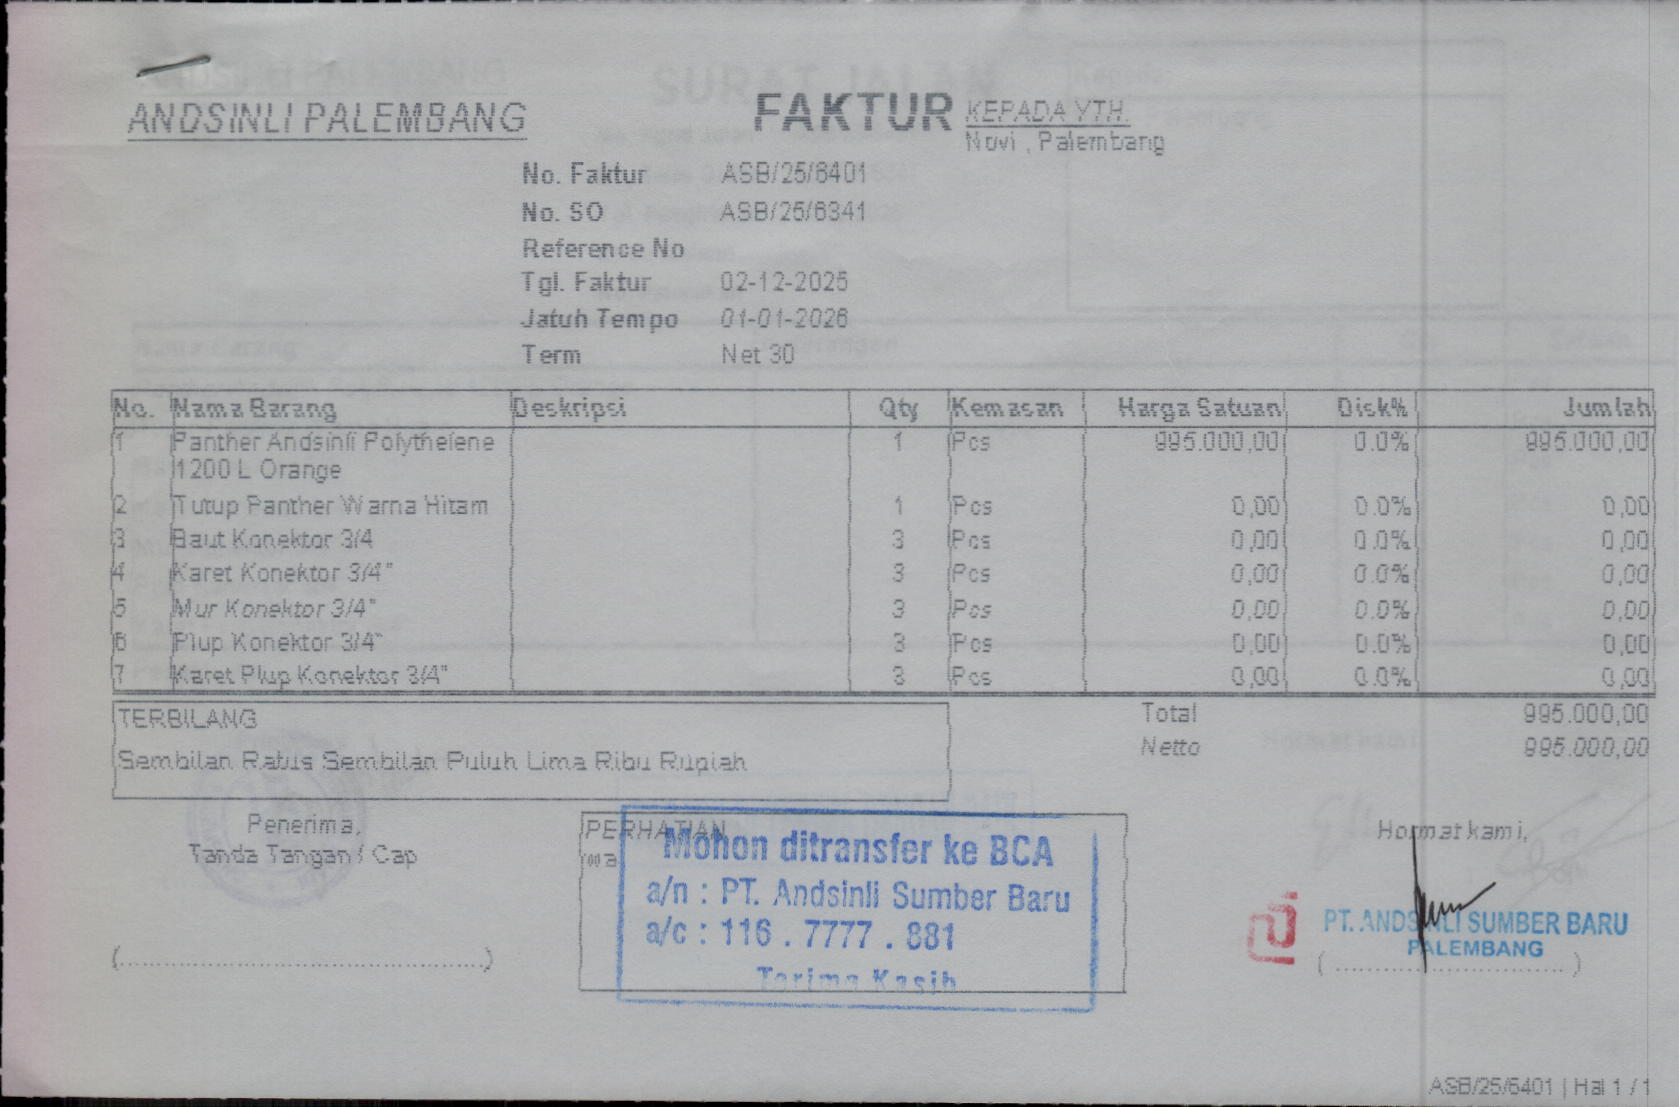 ANDSINLI PALEMBANG
FAKTUR
KEPADA YTH.
Novi , Palembang
No. Faktur ASB/25/6401
No. SO ASB/25/6341
Reference No
Tgl. Faktur 02-12-2025
Jatuh Tempo 01-01-2026
Term Net 30
No. Nama Barang Deskripsi Qty Kemasan Harga Satuan Disk% Jumlah
1 Panther Andsinli Polythelene 1 Pcs 995.000,00 0.0% 995.000,00
1200 L Orange
2 Tutup Panther Warna Hitam 1 Pcs 0,00 0.0% 0,00
3 Baut Konektor 3/4 3 Pcs 0,00 0.0% 0,00
4 Karet Konektor 3/4" 3 Pcs 0,00 0.0% 0,00
5 Mur Konektor 3/4" 3 Pcs 0,00 0.0% 0,00
6 Plup Konektor 3/4" 3 Pcs 0,00 0.0% 0,00
7 Karet Plup Konektor 3/4" 3 Pcs 0,00 0.0% 0,00
TERBILANG
Sembilan Ratus Sembilan Puluh Lima Ribu Rupiah
Total 995.000,00
Netto 995.000,00
Penerima,
Tanda Tangan / Cap
(................................................)
PERHATIAN
Mohon ditransfer ke BCA
a/n : PT. Andsinli Sumber Baru
a/c : 116 . 7777 . 881
Terima Kasih
Hormat kami,
PT. ANDSINLI SUMBER BARU
PALEMBANG
( ............................... )
ASB/25/6401 | Hal 1 / 1